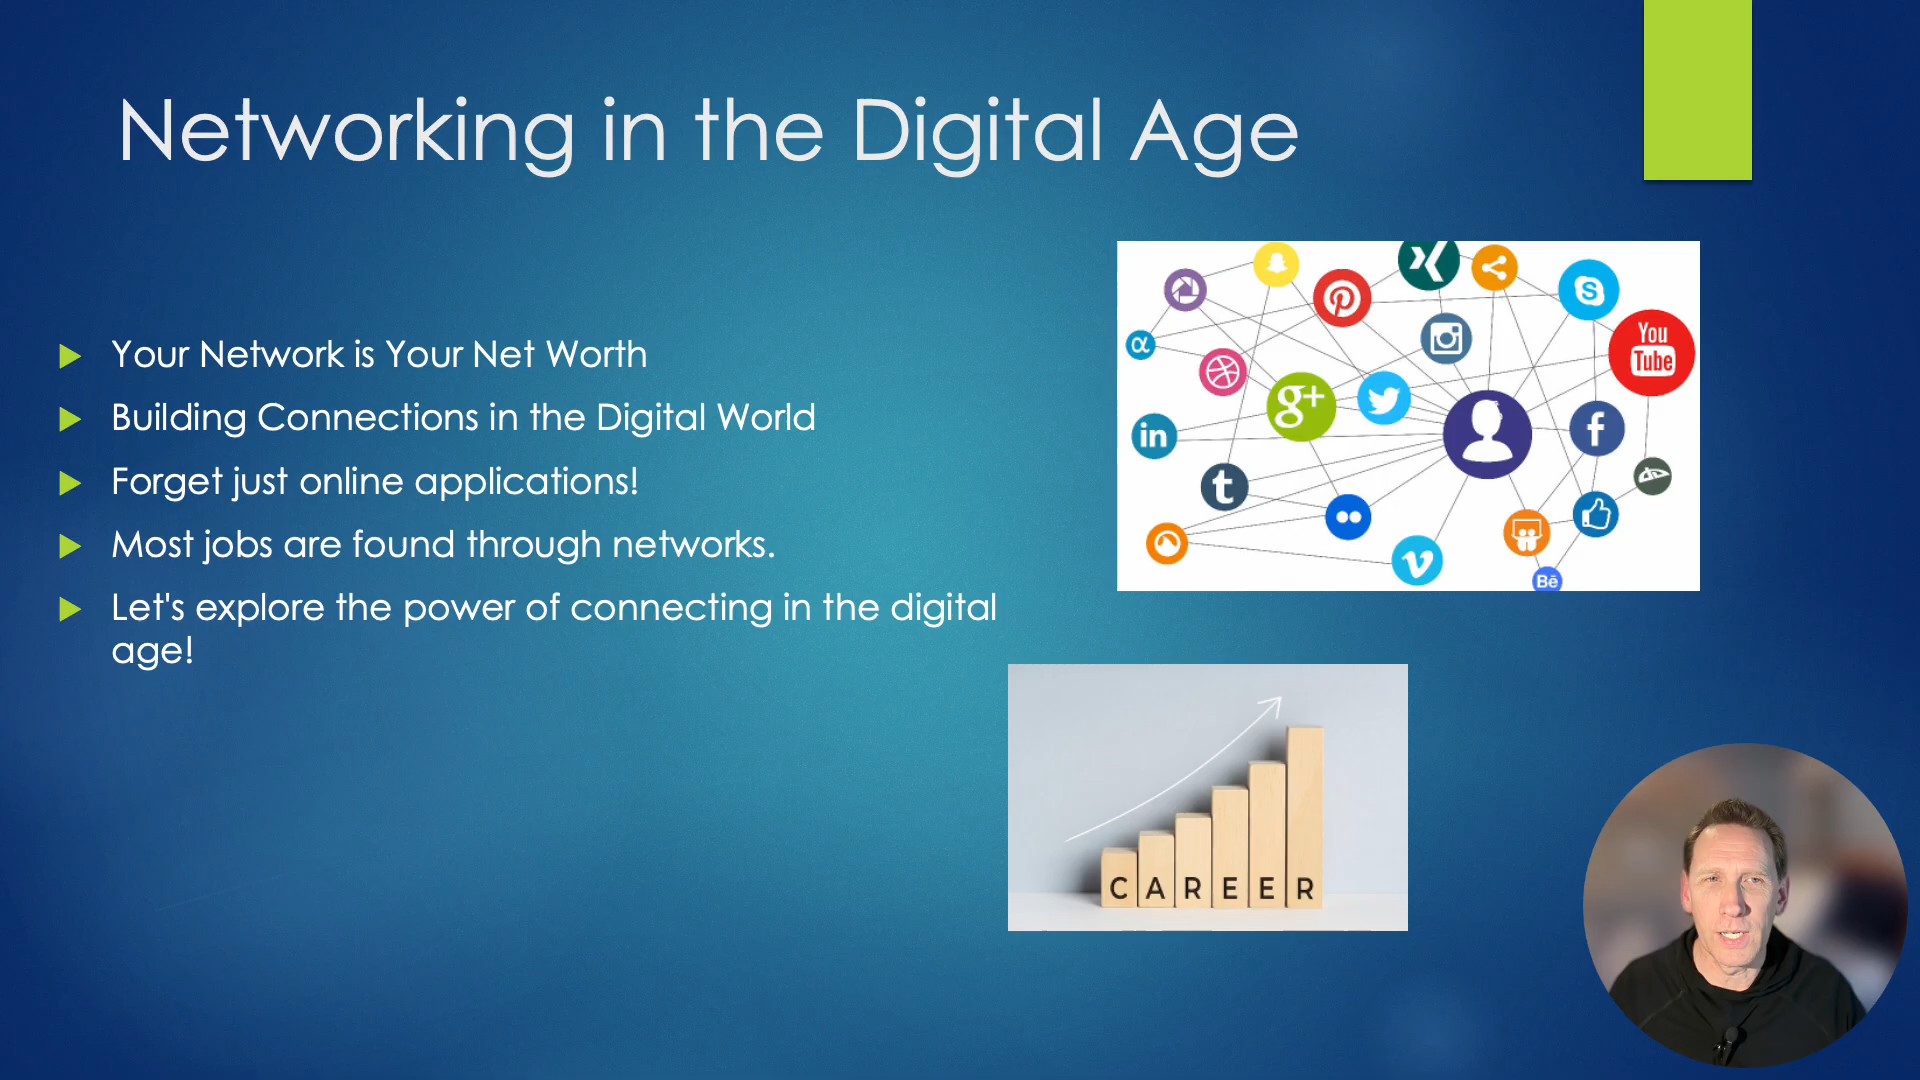 Networking in the Digital Age
Your Network is Your Net Worth
Building Connections in the Digital World
Forget just online applications!
Most jobs are found through networks.
Let's explore the power of connecting in the digital
age!
You
Tube
α
g+
in
f
t
Bē
CAREER